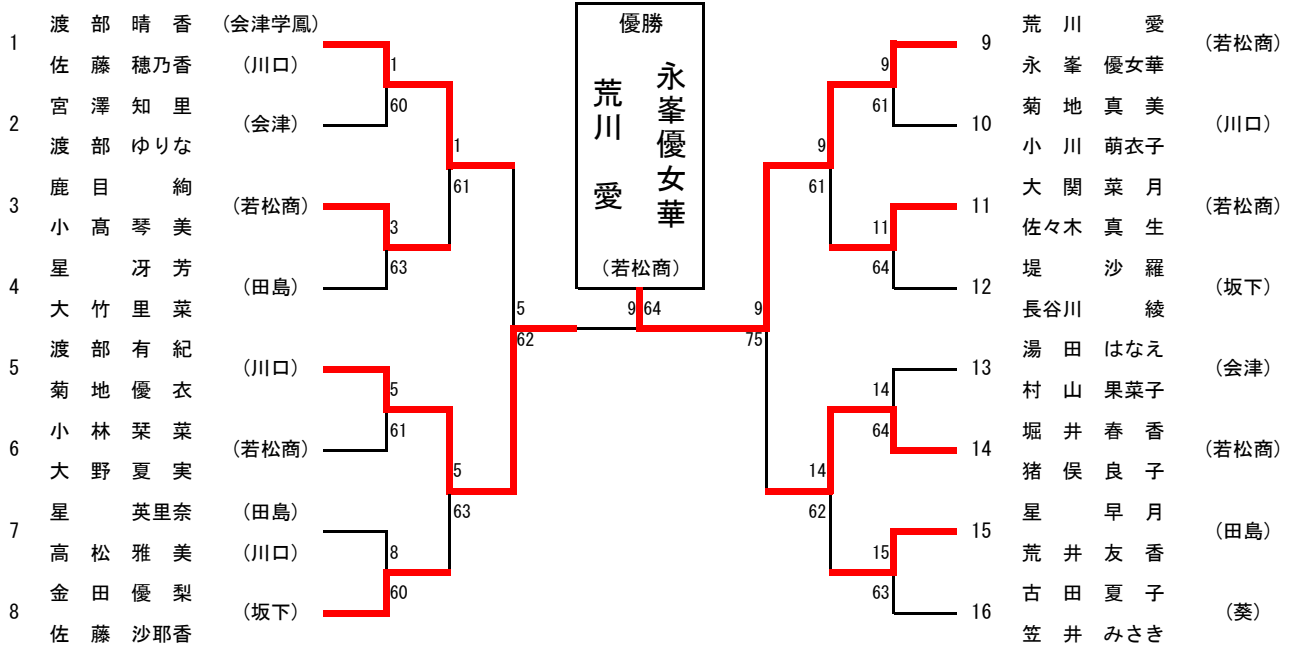 渡部晴香 (会津学鳳)
1
佐藤穂乃香 (川口)
宮澤知里
2 (会津)
渡部ゆりな
鹿目絢
3 (若松商)
小髙琴美
星冴芳
4 (田島)
大竹里菜
渡部有紀
5 (川口)
菊地優衣
小林栞菜
6 (若松商)
大野夏実
星英里奈 (田島)
7
高松雅美 (川口)
金田優梨
8 (坂下)
佐藤沙耶香
1
60
3
63
5
61
8
60
1
61
5
63
5
62
優勝
永峯優女華
荒川愛
(若松商)
9 64
9
75
9
61
14
62
9
61
11
64
14
64
15
63
荒川愛
9 (若松商)
永峯優女華
菊地真美
10 (川口)
小川萌衣子
大関菜月
11 (若松商)
佐々木真生
堤沙羅
12 (坂下)
長谷川綾
湯田はなえ
13 (会津)
村山果菜子
堀井春香
14 (若松商)
猪俣良子
星早月
15 (田島)
荒井友香
古田夏子
16 (葵)
笠井みさき